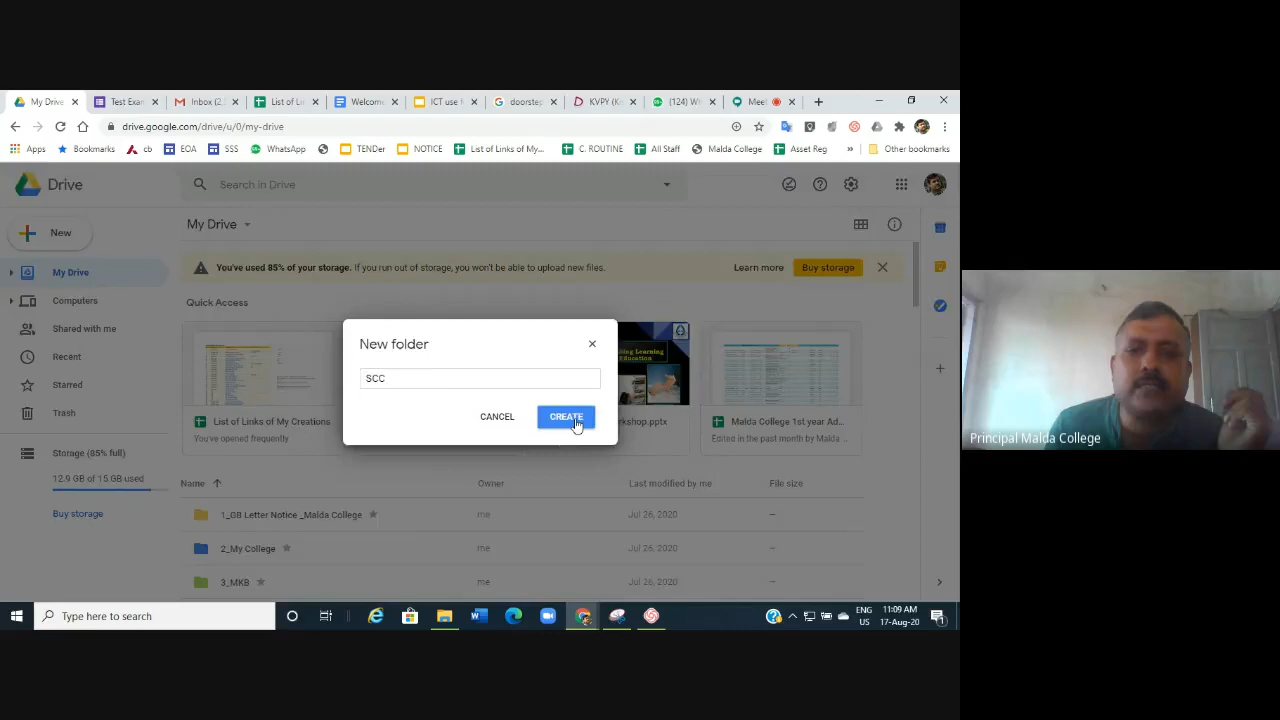 My Drive
Test Exan
Inbox (2,
List of Li
Welcome
ICT use
doorstep
KVPY (Ke
(124) Wh
Meet
drive.google.com/drive/u/0/my-drive
Apps
Bookmarks
cb
EOA
SSS
WhatsApp
TENDer
NOTICE
List of Links of My...
C. ROUTINE
All Staff
Malda College
Asset Reg
»
Other bookmarks
Drive
Search in Drive
New
My Drive
My Drive
Computers
Shared with me
Recent
Starred
Trash
Storage (85% full)
12.9 GB of 15 GB used
Buy storage
You've used 85% of your storage. If you run out of storage, you won't be able to upload new files.
Learn more
Buy storage
Quick Access
New folder
SCC
CANCEL
CREATE
ing Learning
Education
List of Links of My Creations
You've opened frequently
rkshop.pptx
Malda College 1st year Ad...
Edited in the past month by Malda ...
Name
Owner
Last modified by me
File size
1_GB Letter Notice _Malda College
me
Jul 26, 2020
–
2_My College
me
Jul 26, 2020
–
3_MKB
me
Jul 26, 2020
–
Type here to search
ENG
US
11:09 AM
17-Aug-20
1
Principal Malda College